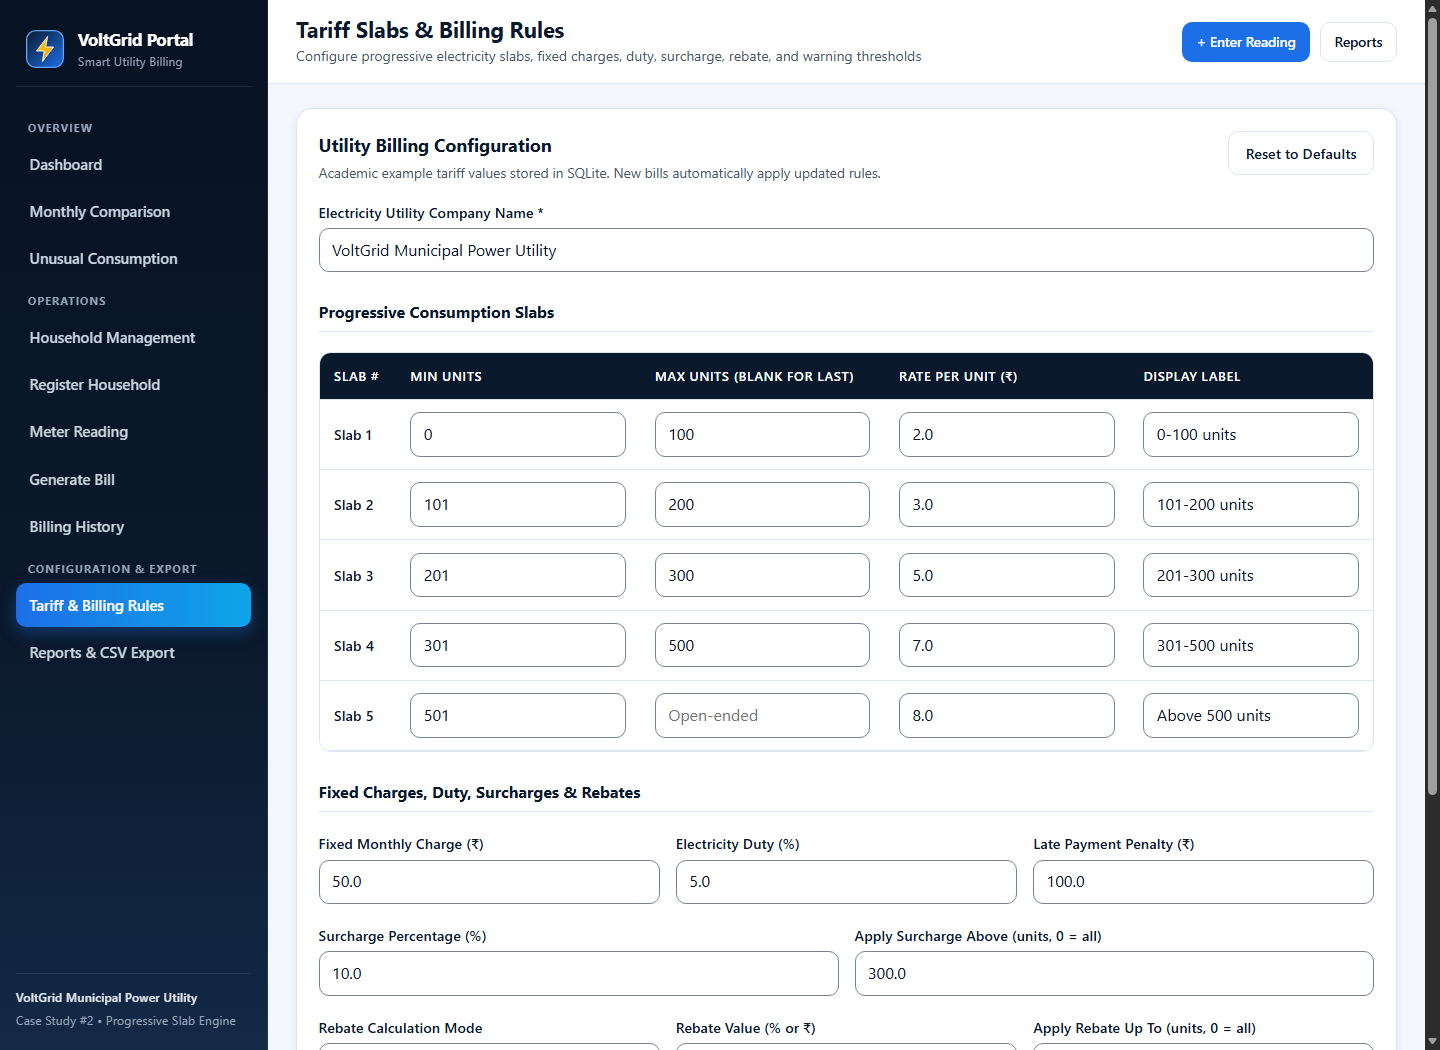 VoltGrid Portal
Smart Utility Billing
OVERVIEW
Dashboard
Monthly Comparison
Unusual Consumption
OPERATIONS
Household Management
Register Household
Meter Reading
Generate Bill
Billing History
CONFIGURATION & EXPORT
Tariff & Billing Rules
Reports & CSV Export
VoltGrid Municipal Power Utility
Case Study #2 • Progressive Slab Engine
Tariff Slabs & Billing Rules
Configure progressive electricity slabs, fixed charges, duty, surcharge, rebate, and warning thresholds
+ Enter Reading
Reports
Utility Billing Configuration
Academic example tariff values stored in SQLite. New bills automatically apply updated rules.
Reset to Defaults
Electricity Utility Company Name *
VoltGrid Municipal Power Utility
Progressive Consumption Slabs
SLAB # MIN UNITS MAX UNITS (BLANK FOR LAST) RATE PER UNIT (₹) DISPLAY LABEL
Slab 1 0 100 2.0 0-100 units
Slab 2 101 200 3.0 101-200 units
Slab 3 201 300 5.0 201-300 units
Slab 4 301 500 7.0 301-500 units
Slab 5 501 Open-ended 8.0 Above 500 units
Fixed Charges, Duty, Surcharges & Rebates
Fixed Monthly Charge (₹) Electricity Duty (%) Late Payment Penalty (₹)
50.0 5.0 100.0
Surcharge Percentage (%) Apply Surcharge Above (units, 0 = all)
10.0 300.0
Rebate Calculation Mode Rebate Value (% or ₹) Apply Rebate Up To (units, 0 = all)